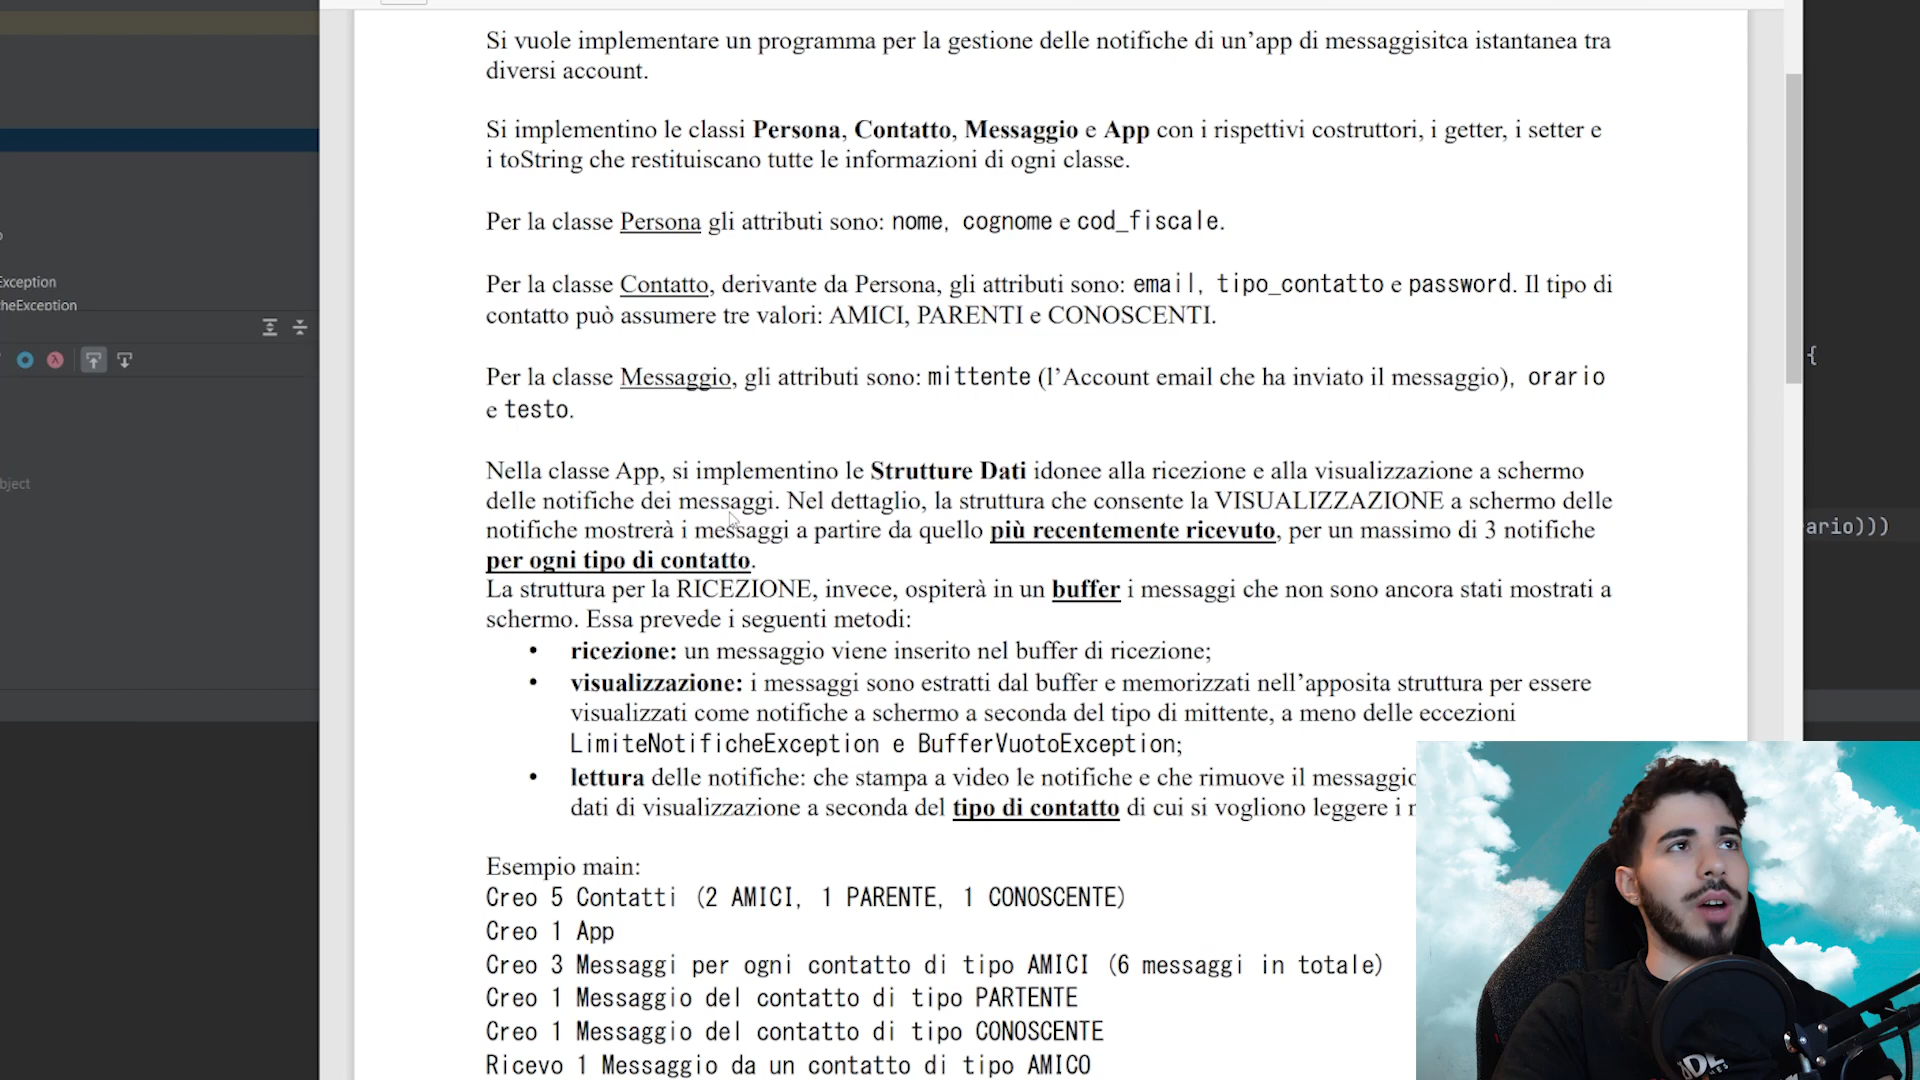 Si vuole implementare un programma per la gestione delle notifiche di un'app di messaggisitca istantanea tra
diversi account.
Si implementino le classi Persona, Contatto, Messaggio e App con i rispettivi costruttori, i getter, i setter e
i toString che restituiscano tutte le informazioni di ogni classe.
Per la classe Persona gli attributi sono: nome, cognome e cod_fiscale.
Per la classe Contatto, derivante da Persona, gli attributi sono: email, tipo_contatto e password. Il tipo di
contatto può assumere tre valori: AMICI, PARENTI e CONOSCENTI.
Per la classe Messaggio, gli attributi sono: mittente (l'Account email che ha inviato il messaggio), orario
e testo.
Nella classe App, si implementino le Strutture Dati idonee alla ricezione e alla visualizzazione a schermo
delle notifiche dei messaggi. Nel dettaglio, la struttura che consente la VISUALIZZAZIONE a schermo delle
notifiche mostrerà i messaggi a partire da quello più recentemente ricevuto, per un massimo di 3 notifiche
per ogni tipo di contatto.
La struttura per la RICEZIONE, invece, ospiterà in un buffer i messaggi che non sono ancora stati mostrati a
schermo. Essa prevede i seguenti metodi:
• ricezione: un messaggio viene inserito nel buffer di ricezione;
• visualizzazione: i messaggi sono estratti dal buffer e memorizzati nell'apposita struttura per essere
visualizzati come notifiche a schermo a seconda del tipo di mittente, a meno delle eccezioni
LimiteNotificheException e BufferVuotoException;
• lettura delle notifiche: che stampa a video le notifiche e che rimuove il messaggio
dati di visualizzazione a seconda del tipo di contatto di cui si vogliono leggere i
Esempio main:
Creo 5 Contatti (2 AMICI, 1 PARENTE, 1 CONOSCENTE)
Creo 1 App
Creo 3 Messaggi per ogni contatto di tipo AMICI (6 messaggi in totale)
Creo 1 Messaggio del contatto di tipo PARTENTE
Creo 1 Messaggio del contatto di tipo CONOSCENTE
Ricevo 1 Messaggio da un contatto di tipo AMICO
Exception
heException
bject
{
ario)))